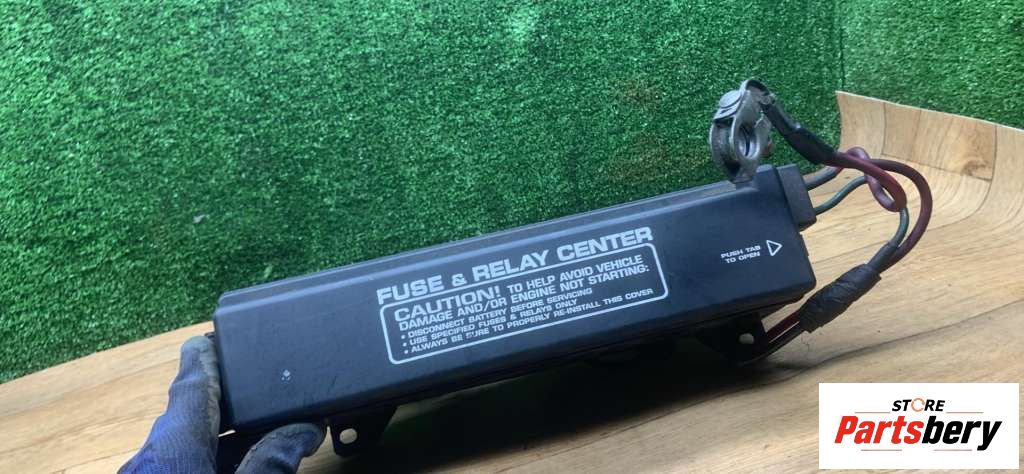 FUSE & RELAY CENTER
CAUTION! TO HELP AVOID VEHICLE
DAMAGE AND/OR ENGINE NOT STARTING:
• DISCONNECT BATTERY BEFORE SERVICING
• USE SPECIFIED FUSES & RELAYS ONLY
• ALWAYS BE SURE TO PROPERLY RE-INSTALL THIS COVER
PUSH TAB
TO OPEN
STORE
Partsbery